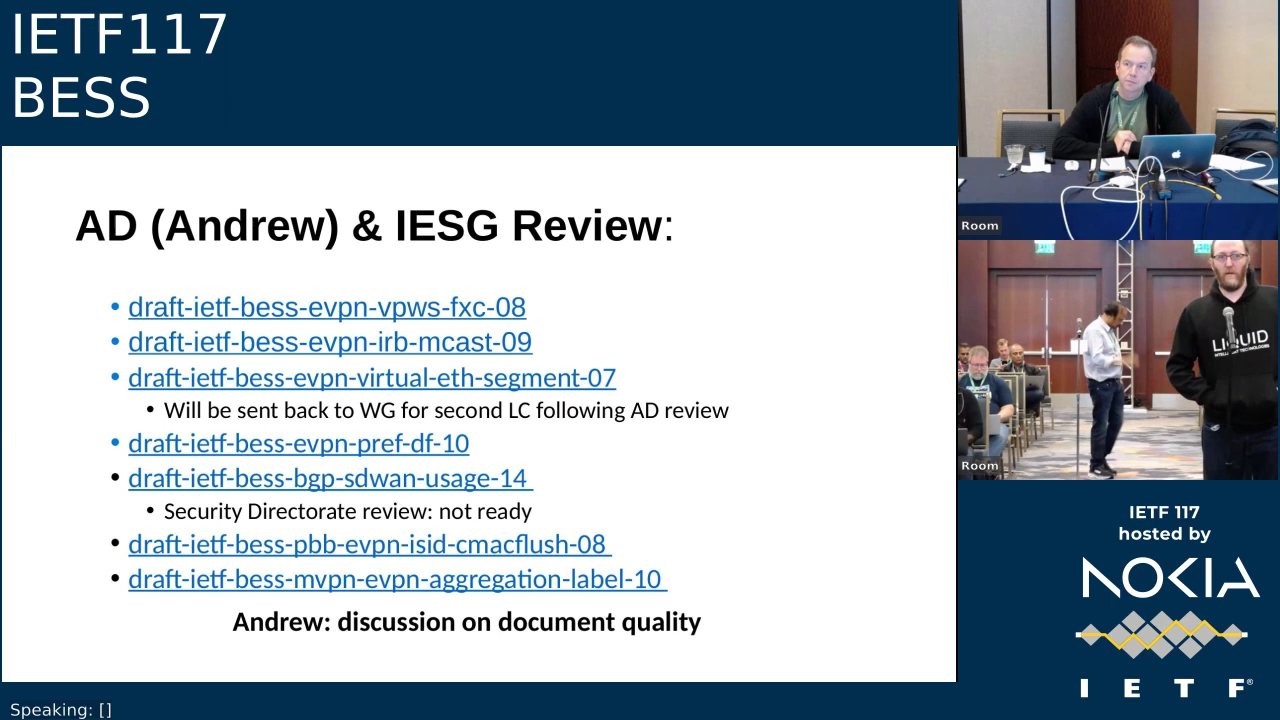 IETF117
BESS
AD (Andrew) & IESG Review:
• draft-ietf-bess-evpn-vpws-fxc-08
• draft-ietf-bess-evpn-irb-mcast-09
• draft-ietf-bess-evpn-virtual-eth-segment-07
• Will be sent back to WG for second LC following AD review
• draft-ietf-bess-evpn-pref-df-10
• draft-ietf-bess-bgp-sdwan-usage-14
• Security Directorate review: not ready
• draft-ietf-bess-pbb-evpn-isid-cmacflush-08
• draft-ietf-bess-mvpn-evpn-aggregation-label-10
Andrew: discussion on document quality
Speaking: []
Room
LIQUID
Room
IETF 117
hosted by
NOKIA
I E T F®